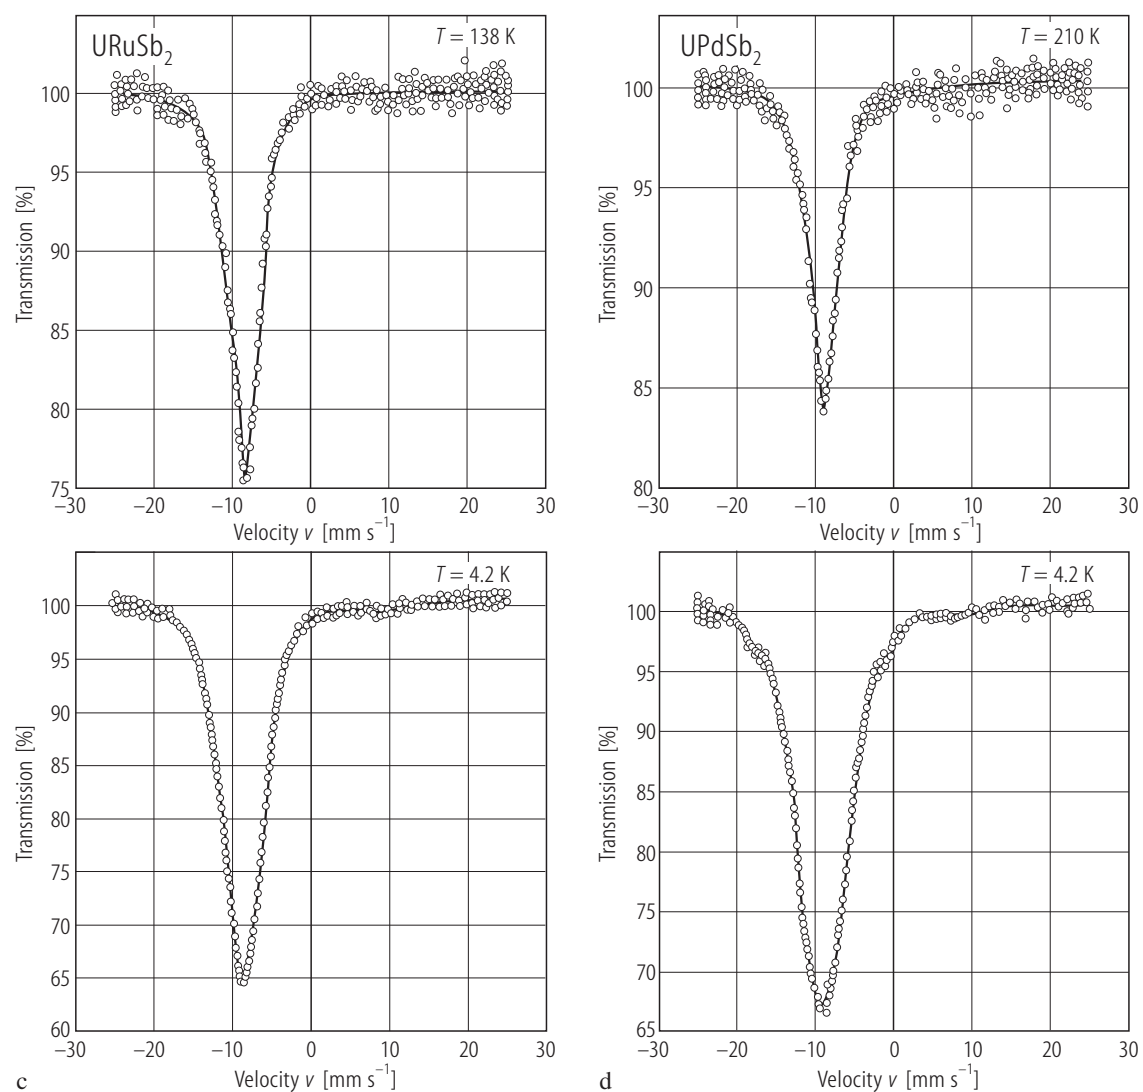 URuSb₂
T = 138 K
Transmission [%]
100
95
90
85
80
75
−30 −20 −10 0 10 20 30
Velocity v [mm s⁻¹]
UPdSb₂
T = 210 K
Transmission [%]
100
95
90
85
80
−30 −20 −10 0 10 20 30
Velocity v [mm s⁻¹]
T = 4.2 K
Transmission [%]
100
95
90
85
80
75
70
65
60
−30 −20 −10 0 10 20 30
Velocity v [mm s⁻¹]
c
T = 4.2 K
Transmission [%]
100
95
90
85
80
75
70
65
−30 −20 −10 0 10 20 30
Velocity v [mm s⁻¹]
d